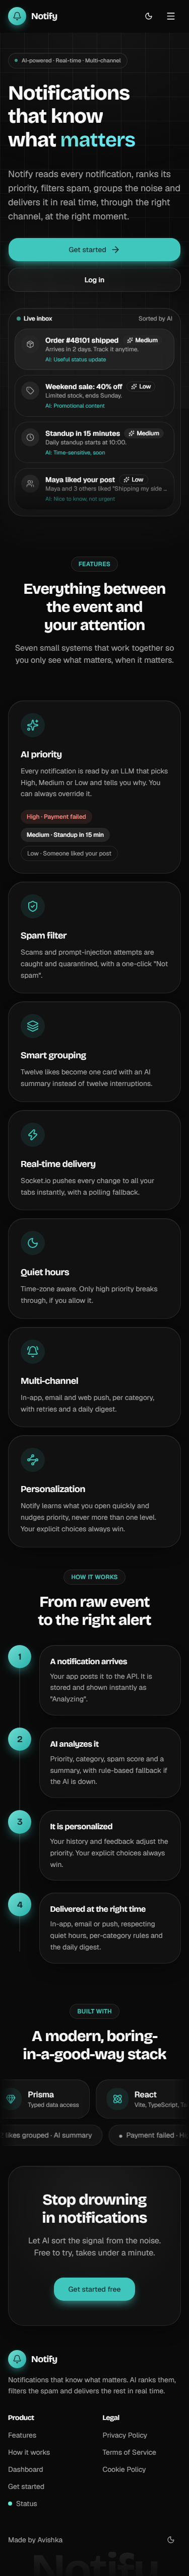 Notify
AI-powered · Real-time · Multi-channel
Notifications
that know
what matters
Notify reads every notification, ranks its
priority, filters spam, groups the noise and
delivers it in real time, through the right
channel, at the right moment.
Get started
Log in
Live inbox
Sorted by AI
Order #48101 shipped
Medium
Arrives in 2 days. Track it anytime.
AI: Useful status update
Weekend sale: 40% off
Low
Limited stock, ends Sunday.
AI: Promotional content
Standup in 15 minutes
Medium
Daily standup starts at 10:00.
AI: Time-sensitive, soon
Maya liked your post
Low
Maya and 3 others liked "Shipping my side ...
AI: Nice to know, not urgent
FEATURES
Everything between
the event and
your attention
Seven small systems that work together so
you only see what matters, when it matters.
AI priority
Every notification is read by an LLM that picks
High, Medium or Low and tells you why. You
can always override it.
High · Payment failed
Medium · Standup in 15 min
Low · Someone liked your post
Spam filter
Scams and prompt-injection attempts are
caught and quarantined, with a one-click "Not
spam".
Smart grouping
Twelve likes become one card with an AI
summary instead of twelve interruptions.
Real-time delivery
Socket.io pushes every change to all your
tabs instantly, with a polling fallback.
Quiet hours
Time-zone aware. Only high priority breaks
through, if you allow it.
Multi-channel
In-app, email and web push, per category,
with retries and a daily digest.
Personalization
Notify learns what you open quickly and
nudges priority, never more than one level.
Your explicit choices always win.
HOW IT WORKS
From raw event
to the right alert
1
A notification arrives
Your app posts it to the API. It is
stored and shown instantly as
"Analyzing".
2
AI analyzes it
Priority, category, spam score and a
summary, with rule-based fallback if
the AI is down.
3
It is personalized
Your history and feedback adjust the
priority. Your explicit choices always
win.
4
Delivered at the right time
In-app, email or push, respecting
quiet hours, per-category rules and
the daily digest.
BUILT WITH
A modern, boring-
in-a-good-way stack
Prisma
Typed data access
React
Vite, TypeScript,
likes grouped · AI summary
Payment failed ·
Stop drowning
in notifications
Let AI sort the signal from the noise.
Free to try, takes under a minute.
Get started free
Notify
Notifications that know what matters. AI ranks them,
filters the spam and delivers the rest in real time.
Product
Legal
Features
Privacy Policy
How it works
Terms of Service
Dashboard
Cookie Policy
Get started
Status
Made by Avishka
Notify